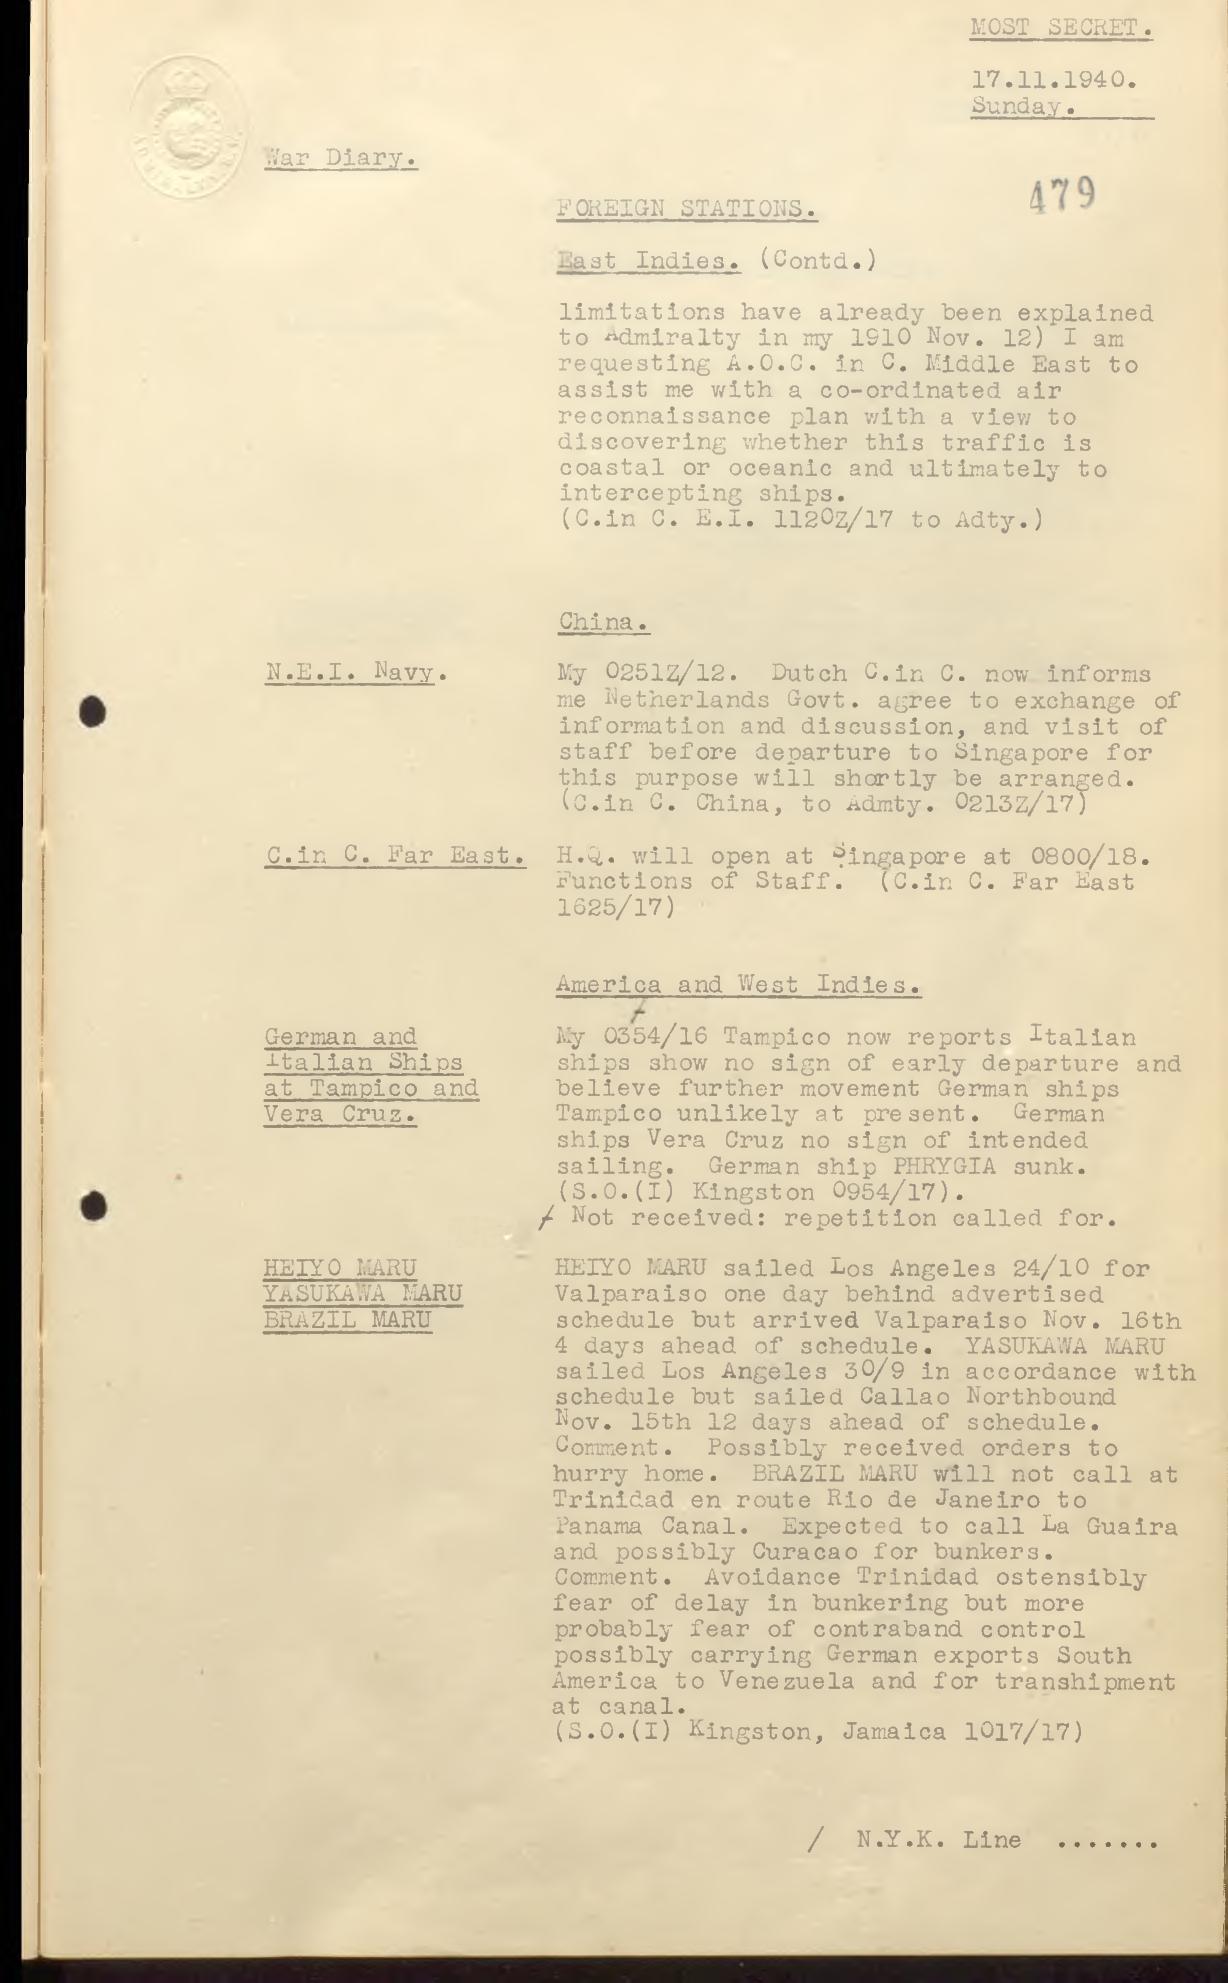 MOST SECRET.
17.11.1940.
Sunday.
War Diary.
479
FOREIGN STATIONS.
East Indies. (Contd.)
limitations have already been explained
to Admiralty in my 1910 Nov. 12) I am
requesting A.O.C. in C. Middle East to
assist me with a co-ordinated air
reconnaissance plan with a view to
discovering whether this traffic is
coastal or oceanic and ultimately to
intercepting ships.
(C.in C. E.I. 1120Z/17 to Adty.)
China.
N.E.I. Navy.
My 0251Z/12. Dutch C.in C. now informs
me Netherlands Govt. agree to exchange of
information and discussion, and visit of
staff before departure to Singapore for
this purpose will shortly be arranged.
(C.in C. China, to Admty. 0213Z/17)
C.in C. Far East.
H.Q. will open at Singapore at 0800/18.
Functions of Staff. (C.in C. Far East
1625/17)
America and West Indies.
German and
Italian Ships
at Tampico and
Vera Cruz.
/
My 0354/16 Tampico now reports Italian
ships show no sign of early departure and
believe further movement German ships
Tampico unlikely at present. German
ships Vera Cruz no sign of intended
sailing. German ship PHRYGIA sunk.
(S.O.(I) Kingston 0954/17).
/ Not received: repetition called for.
HEIYO MARU
YASUKAWA MARU
BRAZIL MARU
HEIYO MARU sailed Los Angeles 24/10 for
Valparaiso one day behind advertised
schedule but arrived Valparaiso Nov. 16th
4 days ahead of schedule. YASUKAWA MARU
sailed Los Angeles 30/9 in accordance with
schedule but sailed Callao Northbound
Nov. 15th 12 days ahead of schedule.
Comment. Possibly received orders to
hurry home. BRAZIL MARU will not call at
Trinidad en route Rio de Janeiro to
Panama Canal. Expected to call La Guaira
and possibly Curacao for bunkers.
Comment. Avoidance Trinidad ostensibly
fear of delay in bunkering but more
probably fear of contraband control
possibly carrying German exports South
America to Venezuela and for transhipment
at canal.
(S.O.(I) Kingston, Jamaica 1017/17)
/ N.Y.K. Line .......